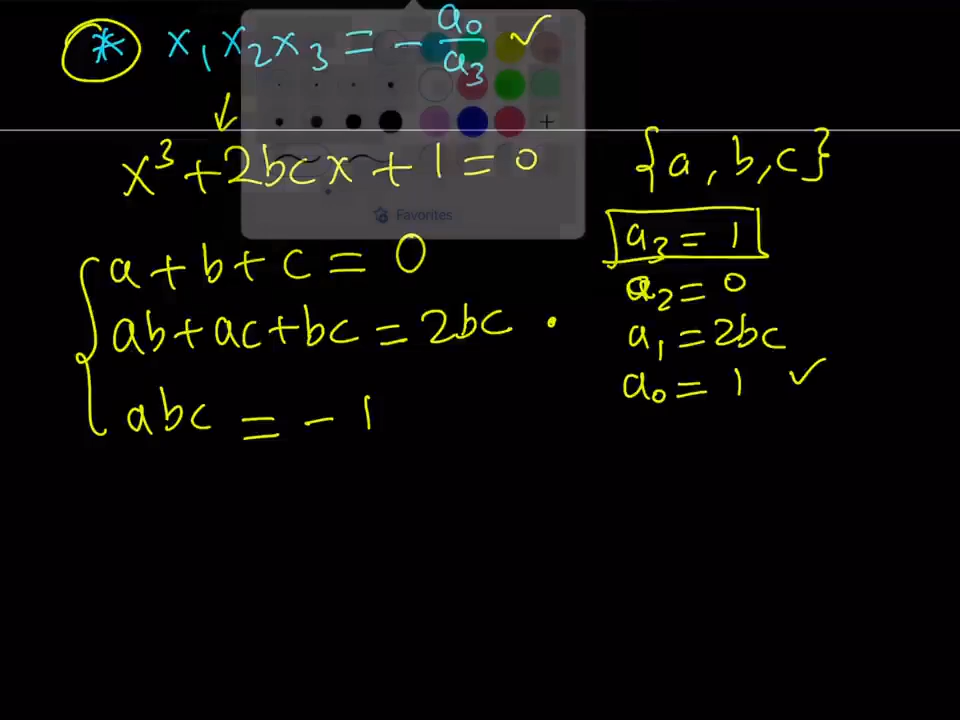 * x₁x₂x₃ = - a₀/a₃ ✓
↓
x³ + 2bcx + 1 = 0 {a, b, c}
Favorites
a₃ = 1
a + b + c = 0
a₂ = 0
ab + ac + bc = 2bc •
a₁ = 2bc
a₀ = 1 ✓
abc = - 1